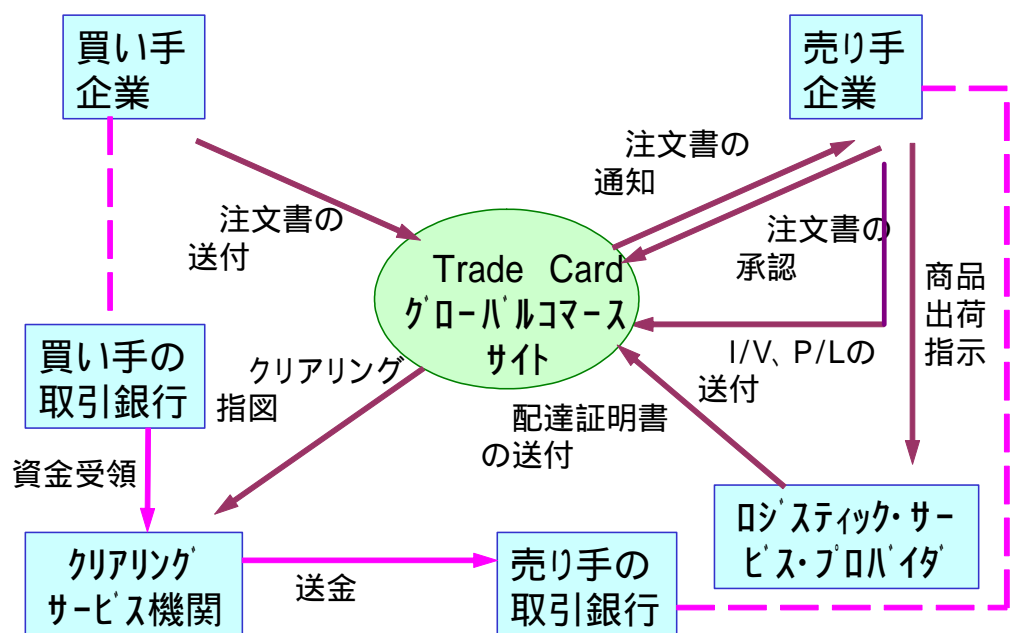 買い手
企業
売り手
企業
注文書の
通知
注文書の
送付
注文書の
承認
Trade Card
グローバルコマース
サイト
商品
出荷
指示
買い手の
取引銀行
クリアリング
指図
I/V、P/Lの
送付
配達証明書
の送付
資金受領
ロジスティック・サー
ビス・プロバイダ
クリアリング
サービス機関
送金
売り手の
取引銀行